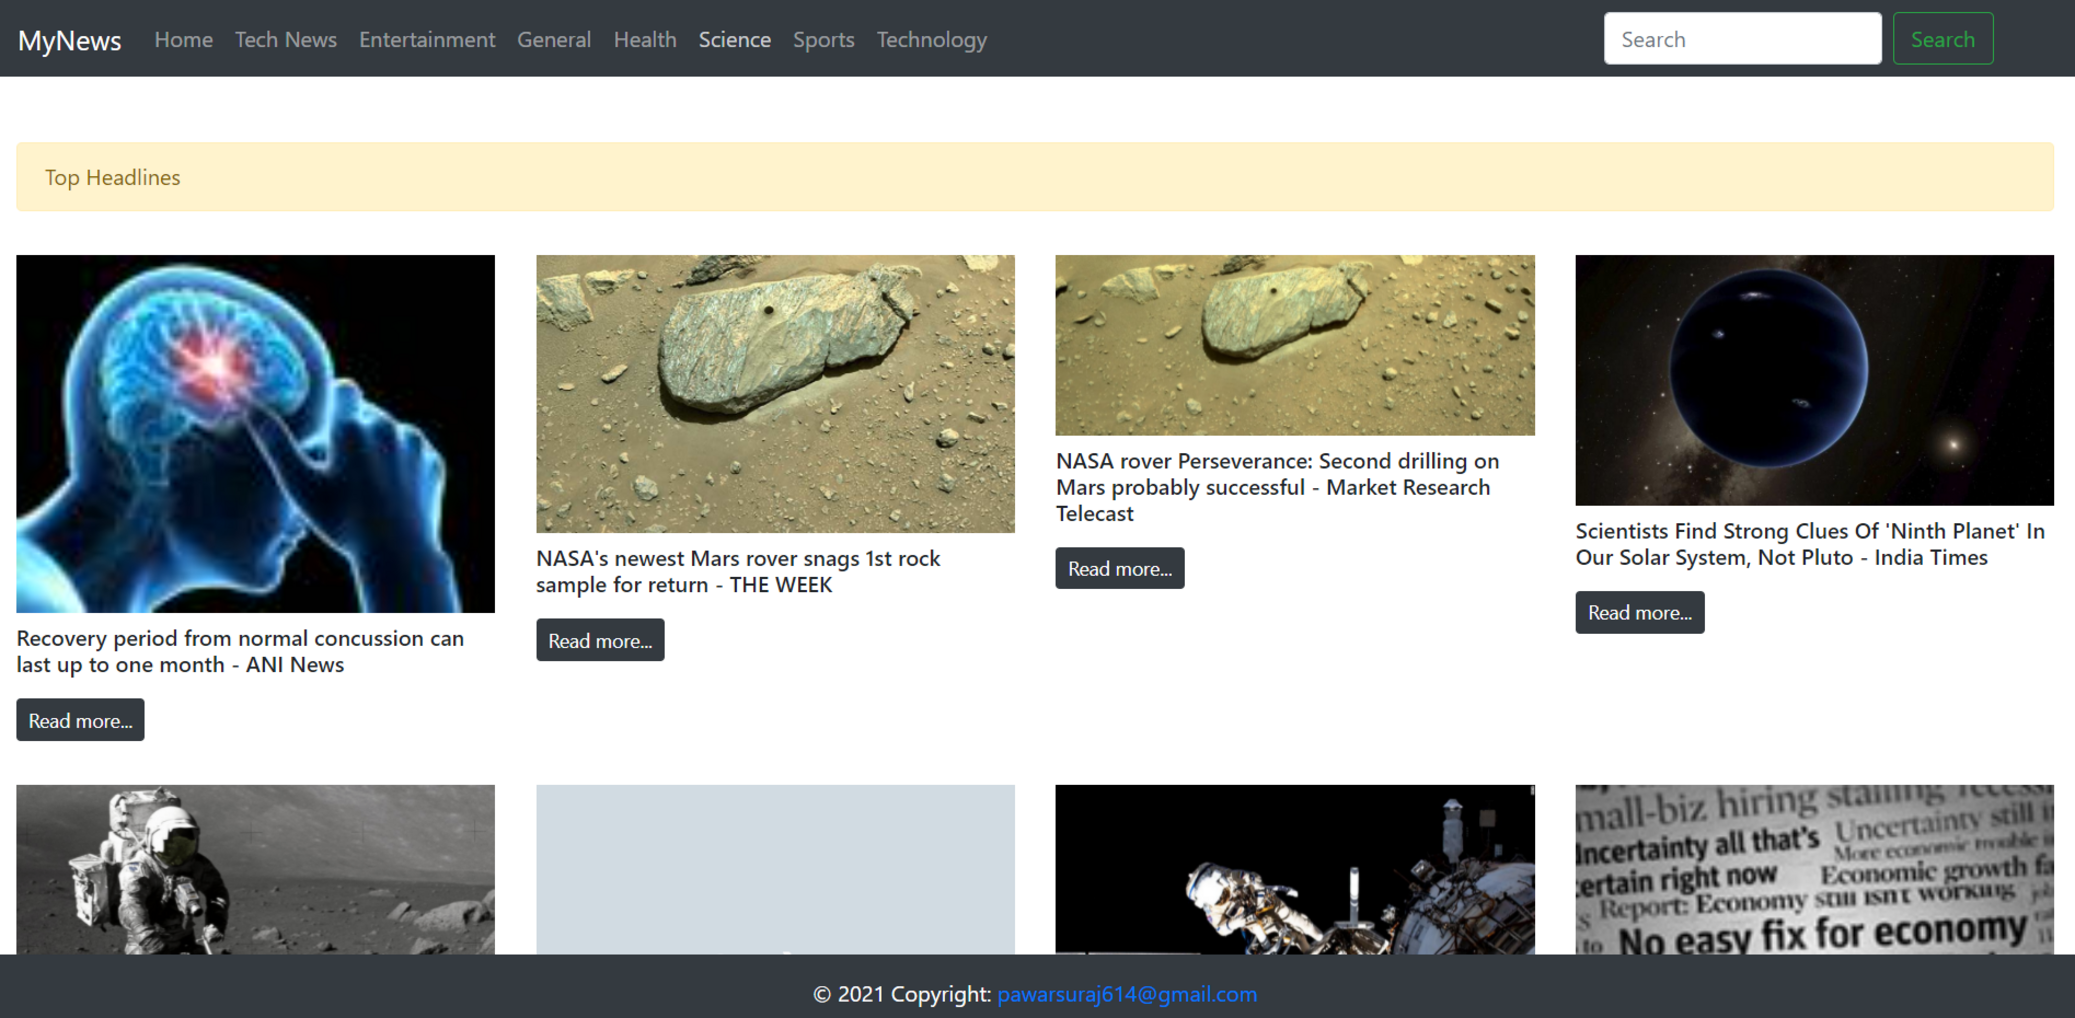 MyNews Home Tech News Entertainment General Health Science Sports Technology Search Search
Top Headlines
Recovery period from normal concussion can
last up to one month - ANI News
Read more...
NASA's newest Mars rover snags 1st rock
sample for return - THE WEEK
Read more...
NASA rover Perseverance: Second drilling on
Mars probably successful - Market Research
Telecast
Read more...
Scientists Find Strong Clues Of 'Ninth Planet' In
Our Solar System, Not Pluto - India Times
Read more...
mall-biz hiring stalling
Uncertainty all that's
Uncertainty still
More economic trouble
ertain right now
Economic growth fa
Report: Economy still isn't working
to No easy fix for economy
© 2021 Copyright: pawarsuraj614@gmail.com